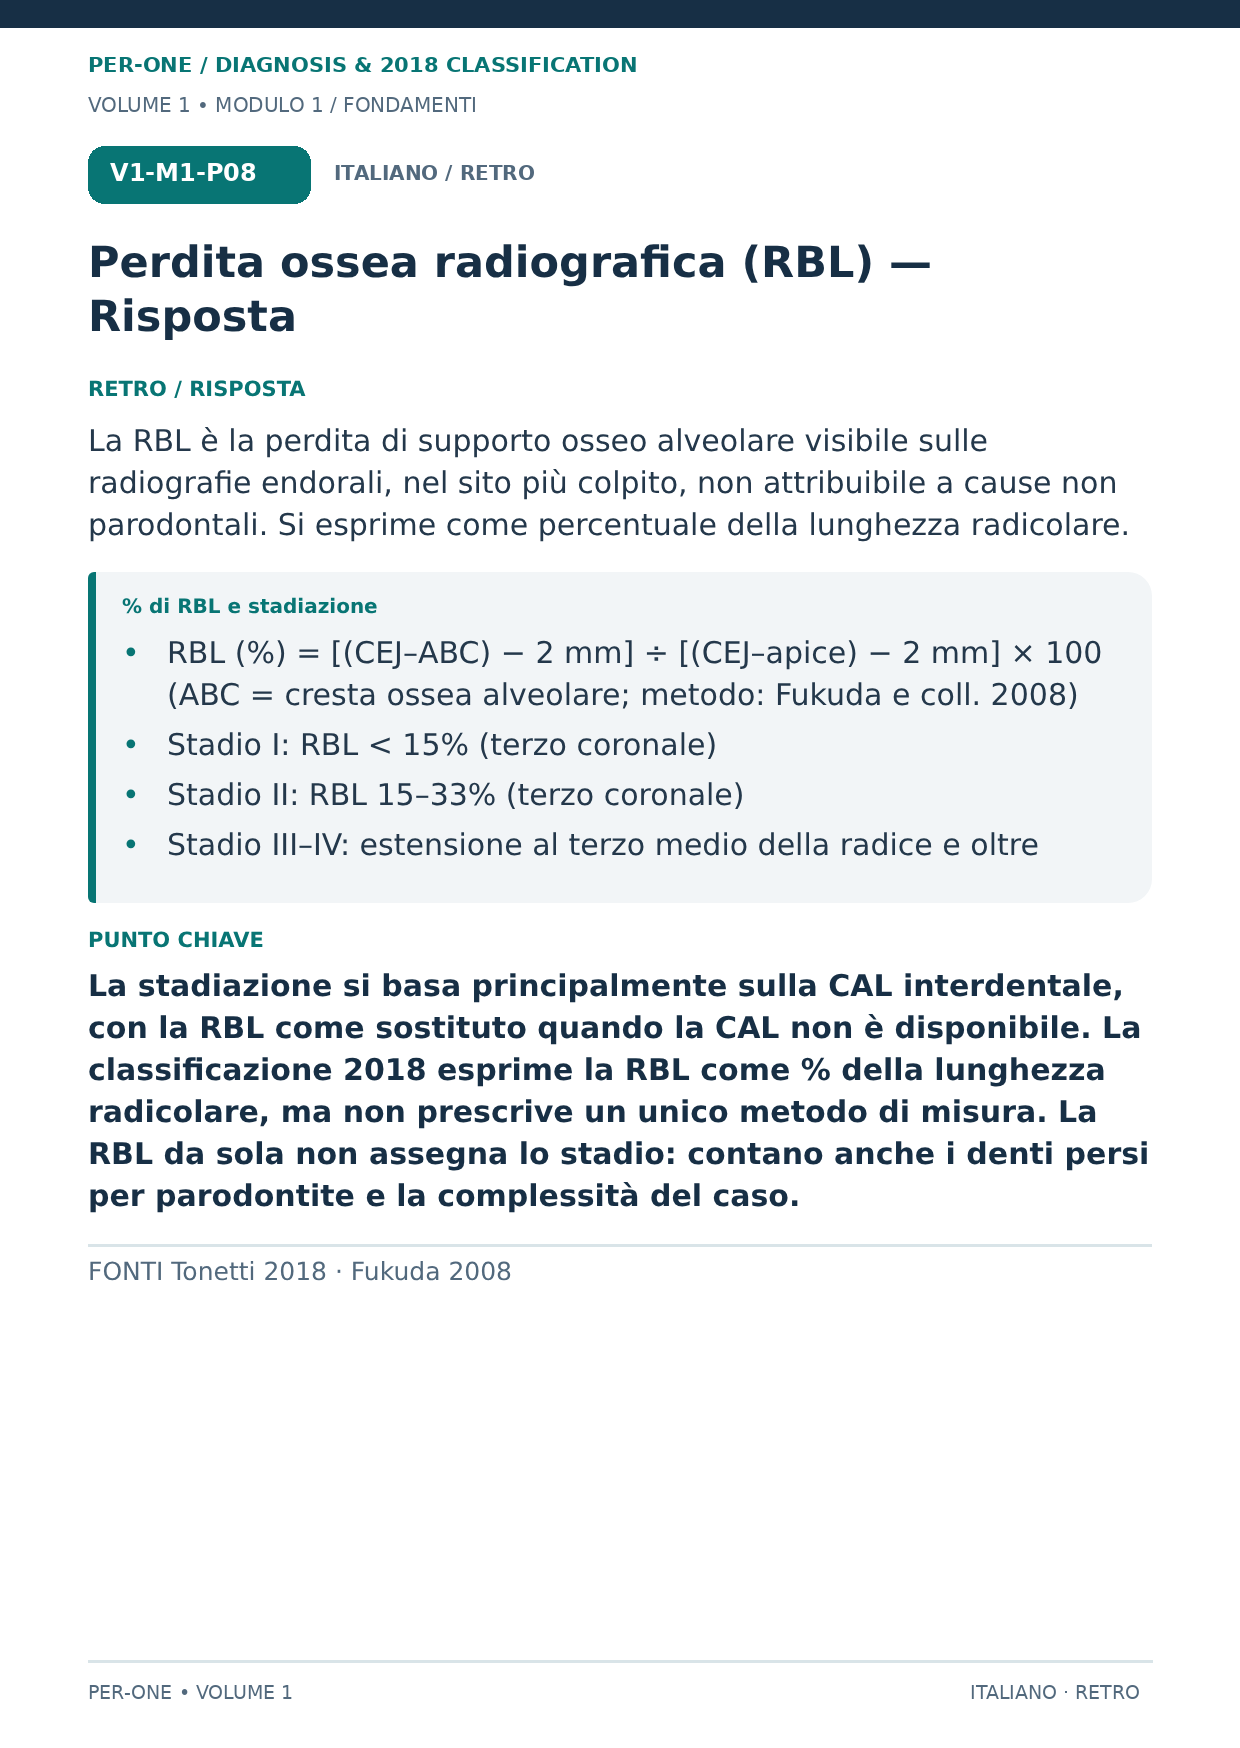 PER-ONE / DIAGNOSIS & 2018 CLASSIFICATION
VOLUME 1 • MODULO 1 / FONDAMENTI
V1-M1-P08
ITALIANO / RETRO
Perdita ossea radiografica (RBL) —
Risposta
RETRO / RISPOSTA
La RBL è la perdita di supporto osseo alveolare visibile sulle
radiografie endorali, nel sito più colpito, non attribuibile a cause non
parodontali. Si esprime come percentuale della lunghezza radicolare.
% di RBL e stadiazione
• RBL (%) = [(CEJ–ABC) − 2 mm] ÷ [(CEJ–apice) − 2 mm] × 100
(ABC = cresta ossea alveolare; metodo: Fukuda e coll. 2008)
• Stadio I: RBL < 15% (terzo coronale)
• Stadio II: RBL 15–33% (terzo coronale)
• Stadio III–IV: estensione al terzo medio della radice e oltre
PUNTO CHIAVE
La stadiazione si basa principalmente sulla CAL interdentale,
con la RBL come sostituto quando la CAL non è disponibile. La
classificazione 2018 esprime la RBL come % della lunghezza
radicolare, ma non prescrive un unico metodo di misura. La
RBL da sola non assegna lo stadio: contano anche i denti persi
per parodontite e la complessità del caso.
FONTI Tonetti 2018 · Fukuda 2008
PER-ONE • VOLUME 1
ITALIANO · RETRO